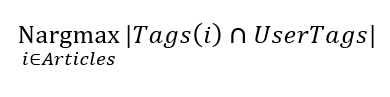 Nargmax |Tags(i) ∩ UserTags|
i∈Articles